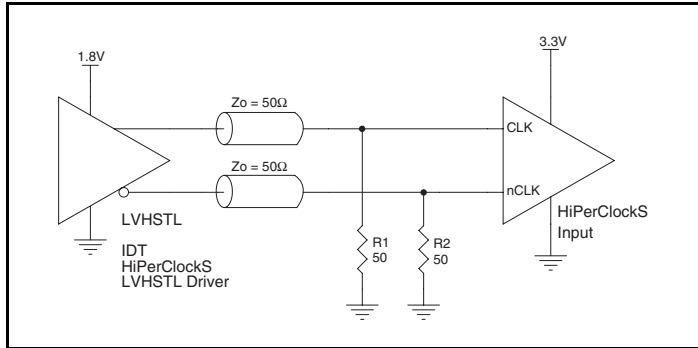 1.8V
3.3V
Zo = 50Ω
CLK
Zo = 50Ω
nCLK
LVHSTL
HiPerClockS
Input
R1
50
R2
50
IDT
HiPerClockS
LVHSTL Driver